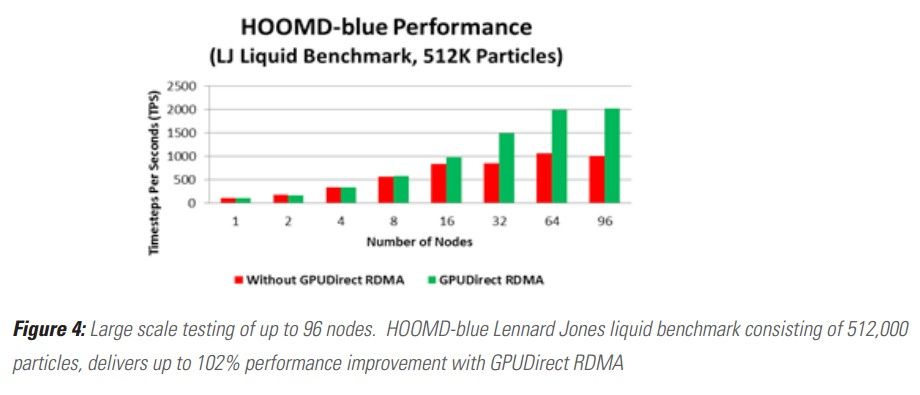 HOOMD-blue Performance
(LJ Liquid Benchmark, 512K Particles)
Timesteps Per Seconds (TPS)
2500
2000
1500
1000
500
0
1 2 4 8 16 32 64 96
Number of Nodes
Without GPUDirect RDMA GPUDirect RDMA
Figure 4: Large scale testing of up to 96 nodes. HOOMD-blue Lennard Jones liquid benchmark consisting of 512,000
particles, delivers up to 102% performance improvement with GPUDirect RDMA